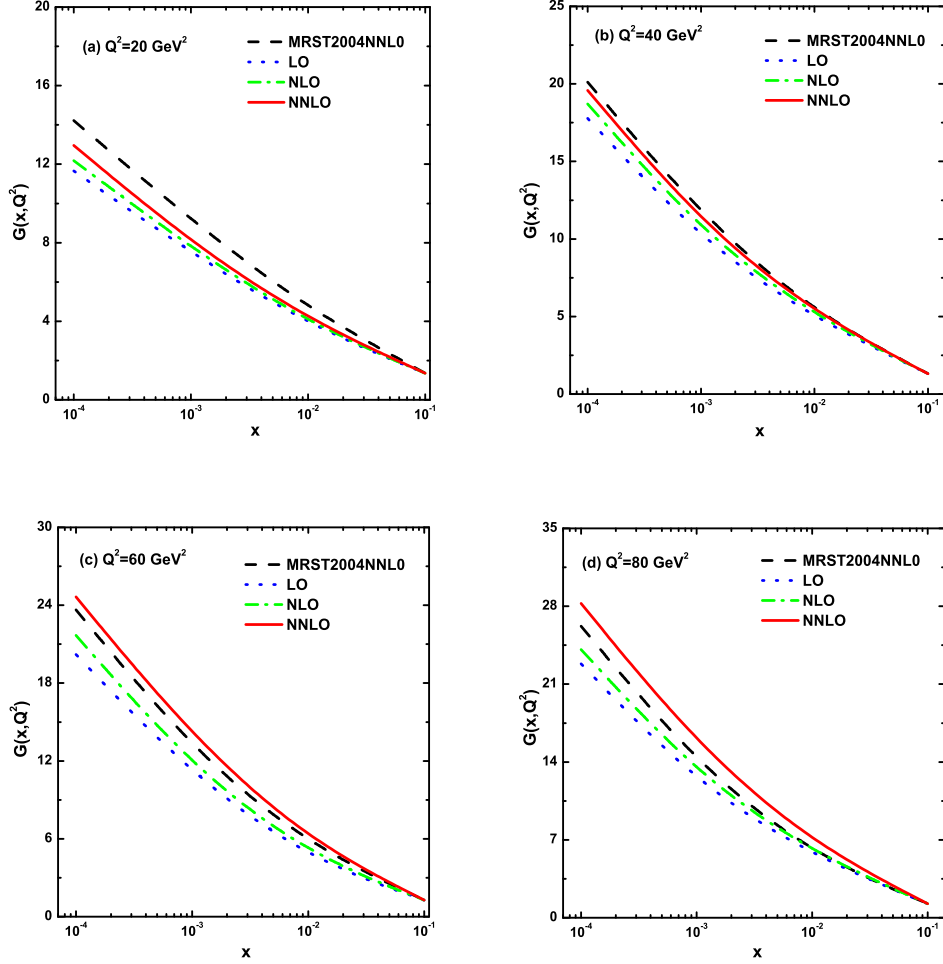 (a) Q²=20 GeV²
MRST2004NNL0
LO
NLO
NNLO
G(x,Q²)
20
16
12
8
4
0
10⁻⁴
10⁻³
10⁻²
10⁻¹
x
(b) Q²=40 GeV²
MRST2004NNL0
LO
NLO
NNLO
G(x,Q²)
25
20
15
10
5
0
10⁻⁴
10⁻³
10⁻²
10⁻¹
x
(c) Q²=60 GeV²
MRST2004NNL0
LO
NLO
NNLO
G(x,Q²)
30
24
18
12
6
0
10⁻⁴
10⁻³
10⁻²
10⁻¹
x
(d) Q²=80 GeV²
MRST2004NNL0
LO
NLO
NNLO
G(x,Q²)
35
28
21
14
7
0
10⁻⁴
10⁻³
10⁻²
10⁻¹
x